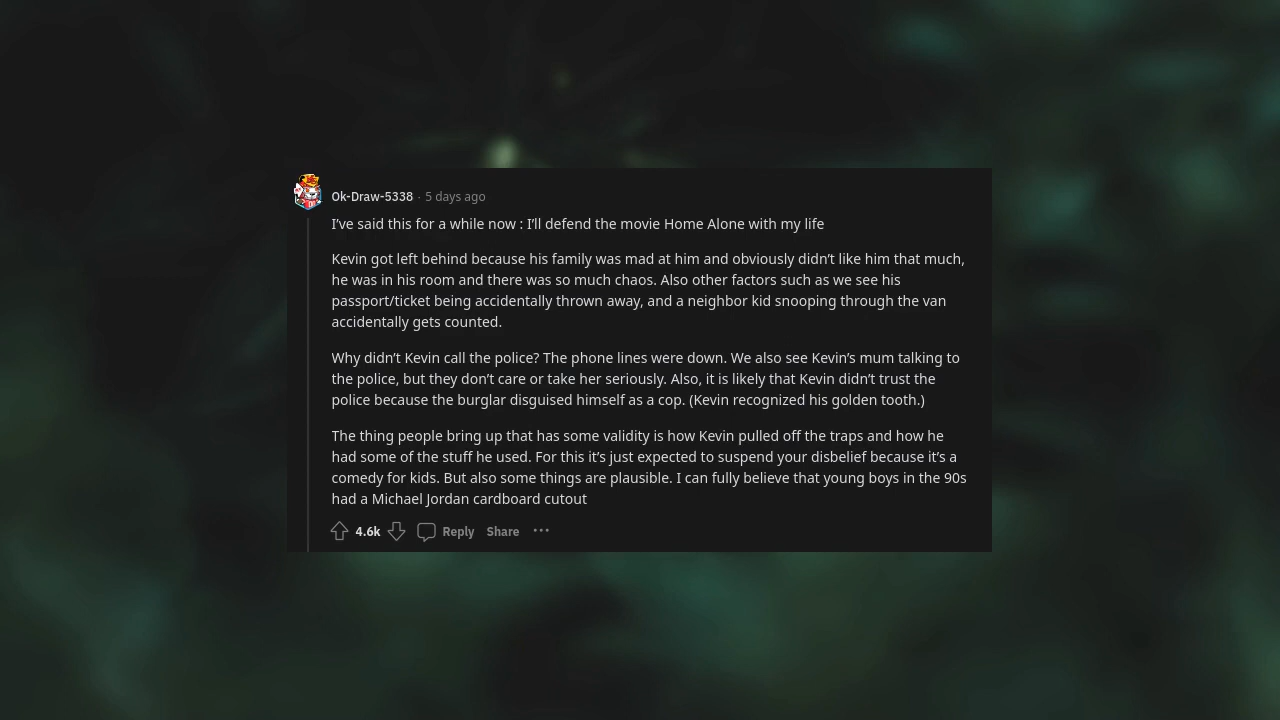 Ok-Draw-5338 · 5 days ago
I’ve said this for a while now : I’ll defend the movie Home Alone with my life
Kevin got left behind because his family was mad at him and obviously didn’t like him that much,
he was in his room and there was so much chaos. Also other factors such as we see his
passport/ticket being accidentally thrown away, and a neighbor kid snooping through the van
accidentally gets counted.
Why didn’t Kevin call the police? The phone lines were down. We also see Kevin’s mum talking to
the police, but they don’t care or take her seriously. Also, it is likely that Kevin didn’t trust the
police because the burglar disguised himself as a cop. (Kevin recognized his golden tooth.)
The thing people bring up that has some validity is how Kevin pulled off the traps and how he
had some of the stuff he used. For this it’s just expected to suspend your disbelief because it’s a
comedy for kids. But also some things are plausible. I can fully believe that young boys in the 90s
had a Michael Jordan cardboard cutout
4.6k Reply Share ···